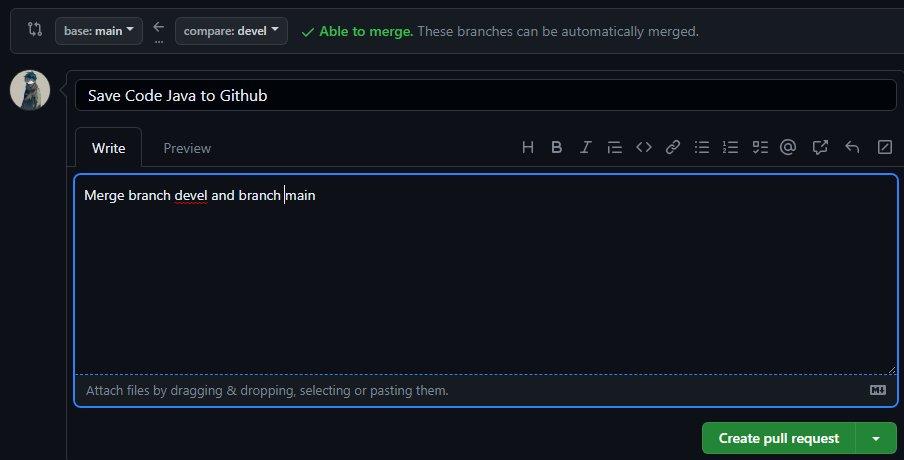 base: main ← compare: devel ✓ Able to merge. These branches can be automatically merged.
...
Save Code Java to Github
Write Preview
Merge branch devel and branch main
Attach files by dragging & dropping, selecting or pasting them.
Create pull request